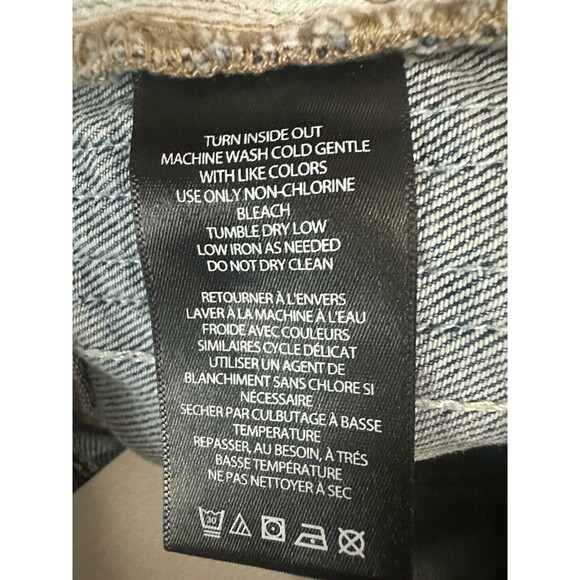 TURN INSIDE OUT
MACHINE WASH COLD GENTLE
WITH LIKE COLORS
USE ONLY NON-CHLORINE
BLEACH
TUMBLE DRY LOW
LOW IRON AS NEEDED
DO NOT DRY CLEAN
RETOURNER À L'ENVERS
LAVER À LA MACHINE À L'EAU
FROIDE AVEC COULEURS
SIMILAIRES CYCLE DÉLICAT
UTILISER UN AGENT DE
BLANCHIMENT SANS CHLORE SI
NÉCESSAIRE
SECHER PAR CULBUTAGE À BASSE
TEMPERATURE
REPASSER, AU BESOIN, À TRÉS
BASSE TEMPÉRATURE
NE PAS NETTOYER À SEC
30